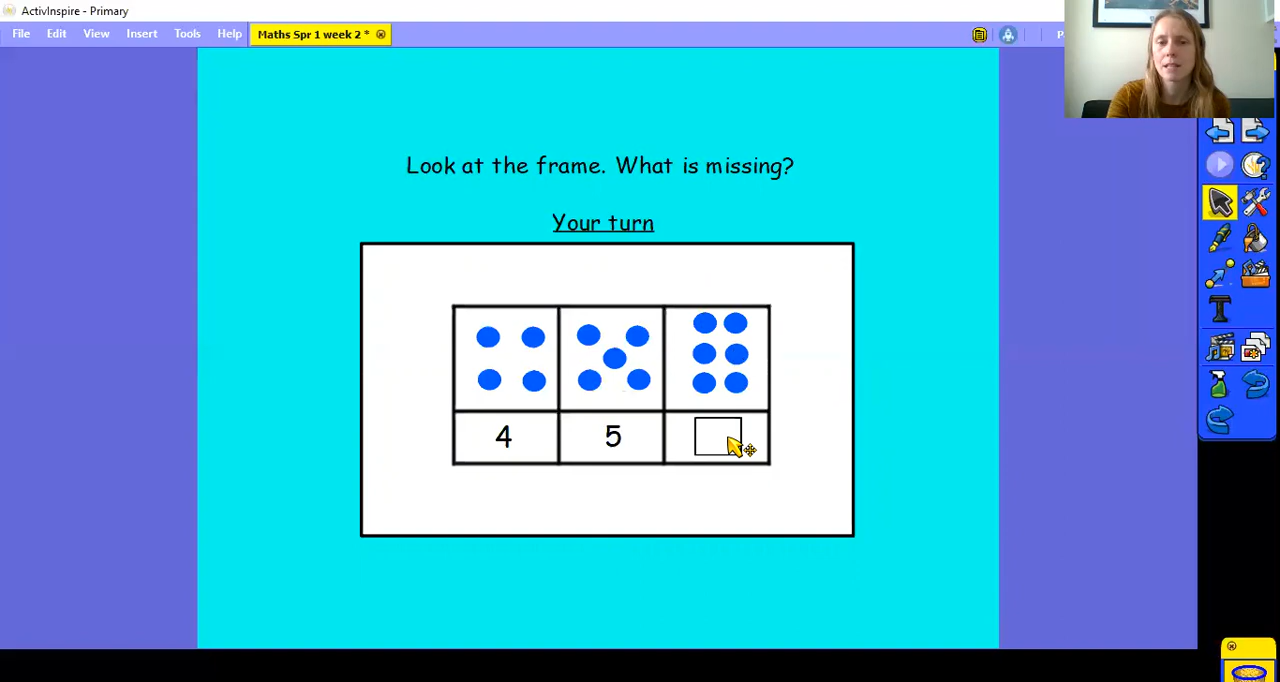 ActivInspire - Primary
File Edit View Insert Tools Help Maths Spr 1 week 2 *
Look at the frame. What is missing?
Your turn
4 5